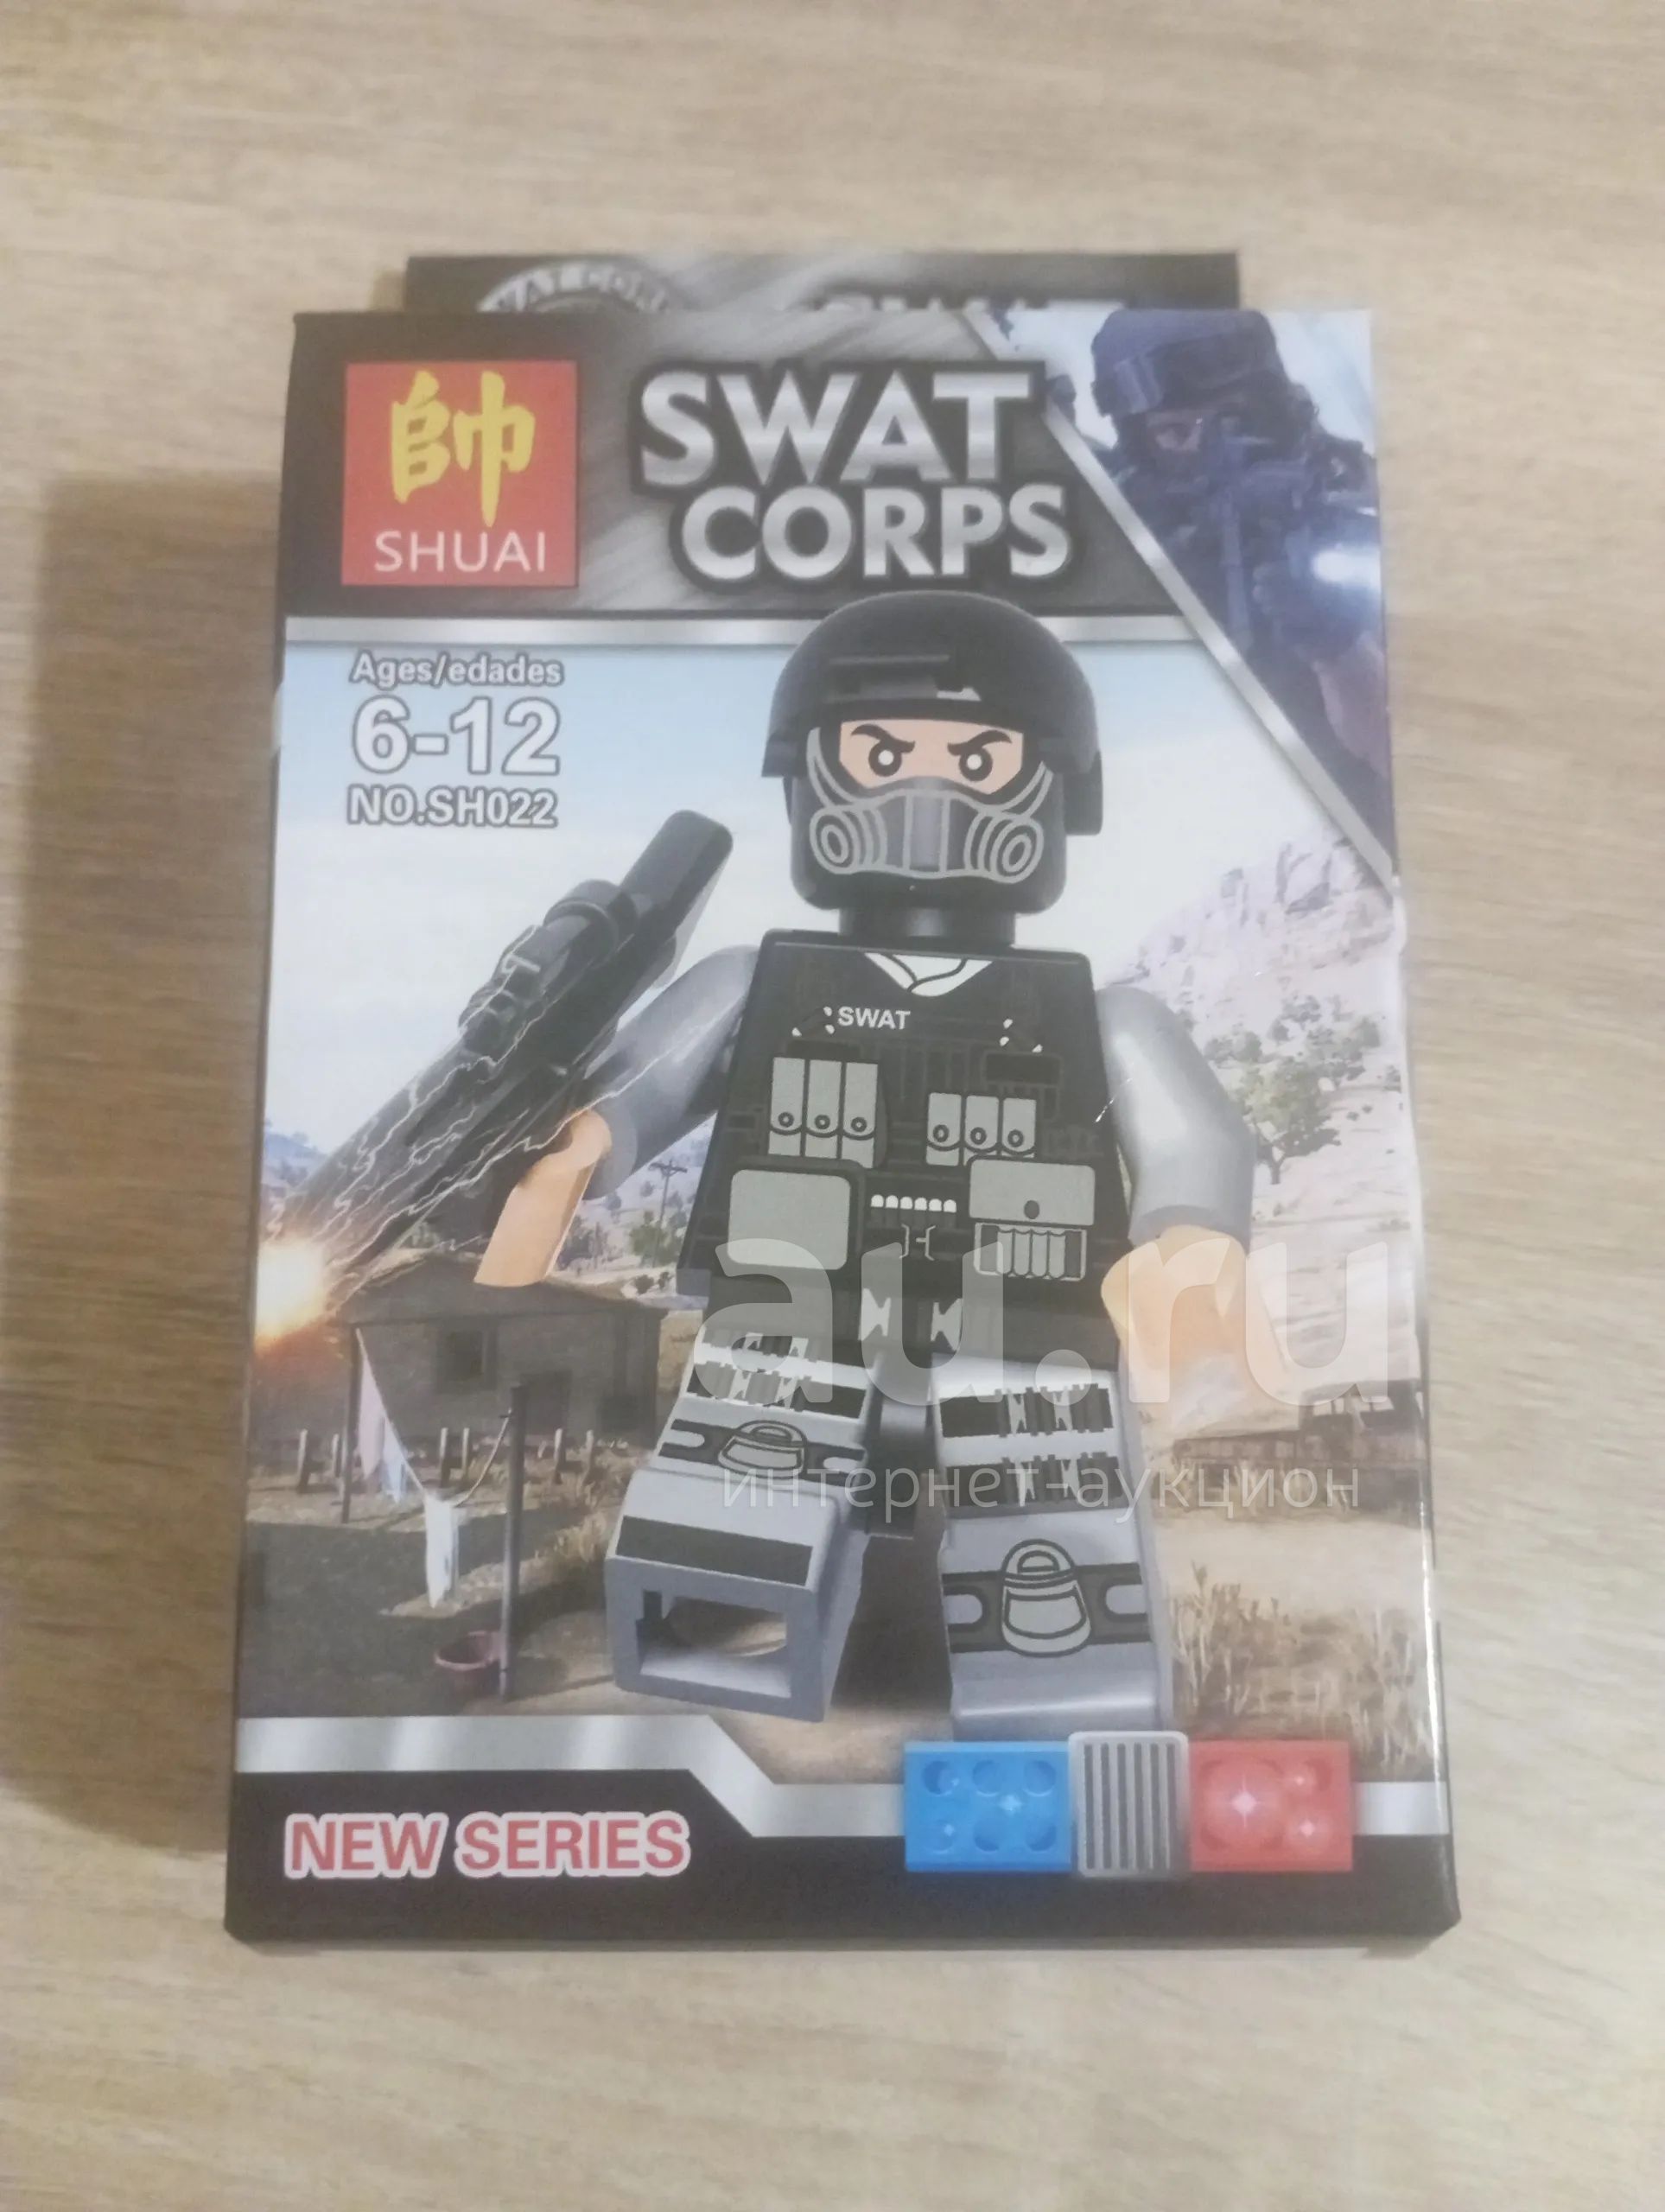 帥
SHUAI
SWAT
CORPS
Ages/edades
6-12
NO.SH022
SWAT
au.ru
интернет-аукцион
NEW SERIES